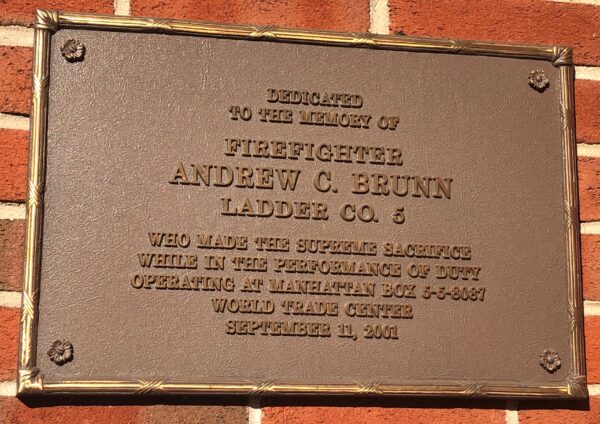 DEDICATED
TO THE MEMORY OF
FIREFIGHTER
ANDREW C. BRUNN
LADDER CO. 5
WHO MADE THE SUPREME SACRIFICE
WHILE IN THE PERFORMANCE OF DUTY
OPERATING AT MANHATTAN BOX 5-5-8087
WORLD TRADE CENTER
SEPTEMBER 11, 2001